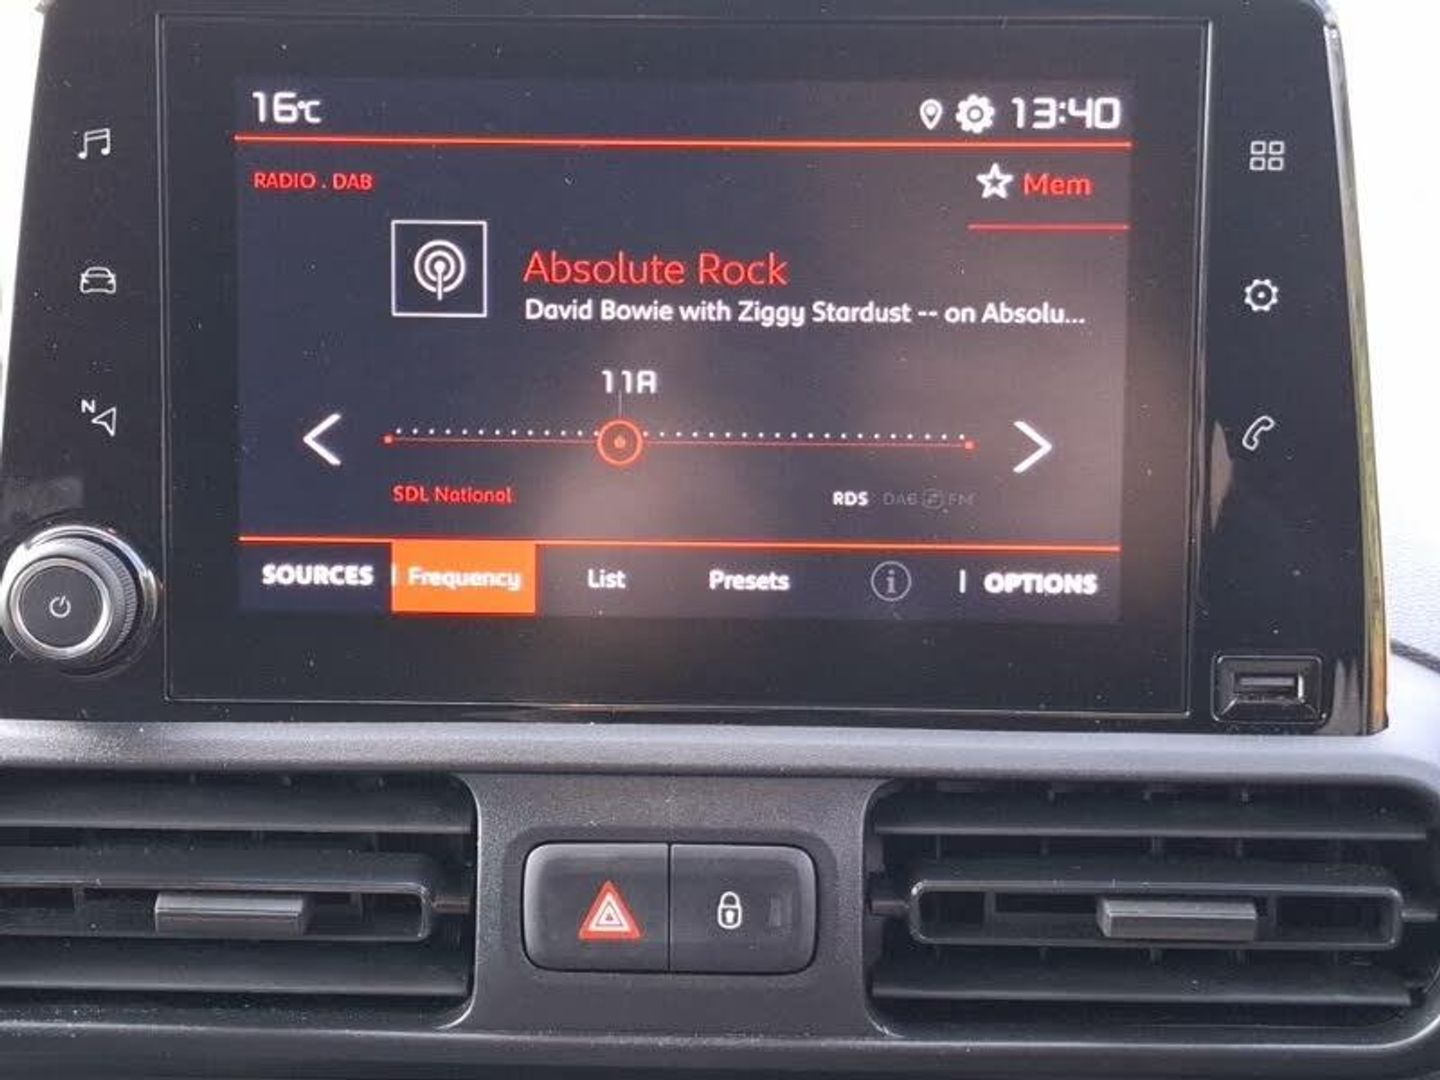 16°C 13:40
RADIO . DAB
Mem
Absolute Rock
David Bowie with Ziggy Stardust -- on Absolu...
11A
N
SDL National
RDS DAB FM
SOURCES Frequency List Presets i OPTIONS